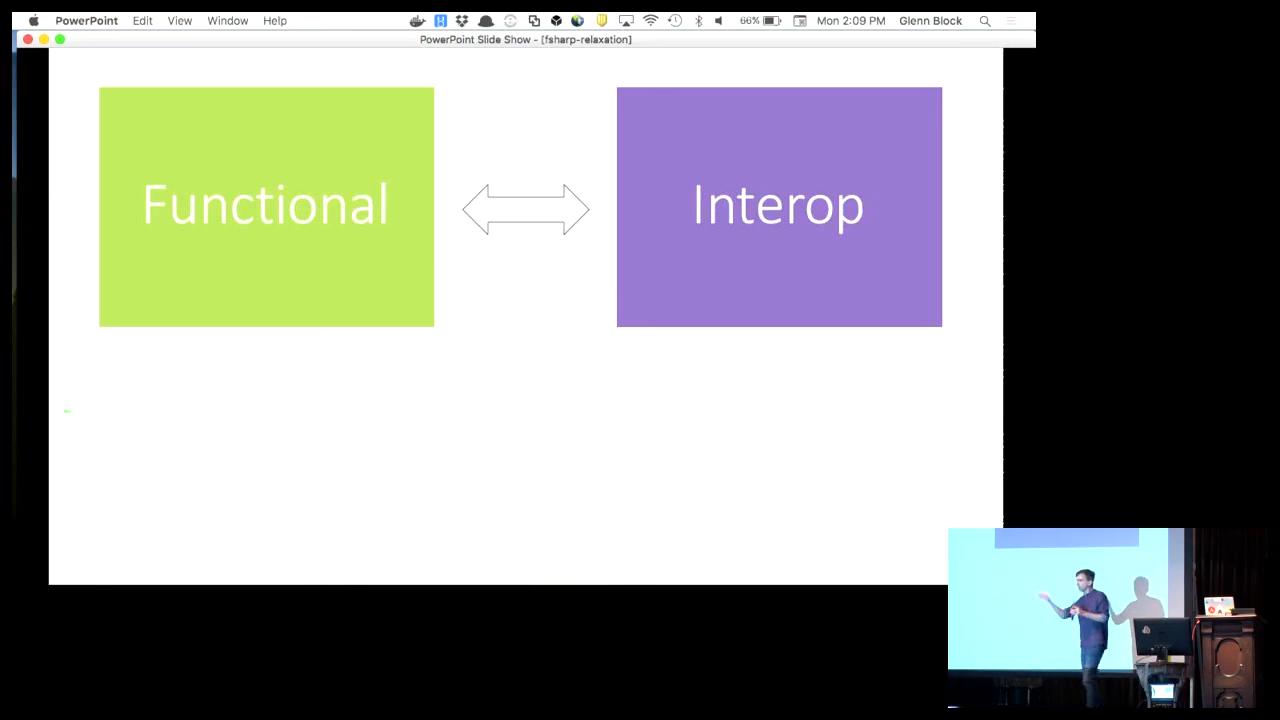 PowerPoint Edit View Window Help 66% Mon 2:09 PM Glenn Block
PowerPoint Slide Show - [fsharp-relaxation]
Functional
Interop